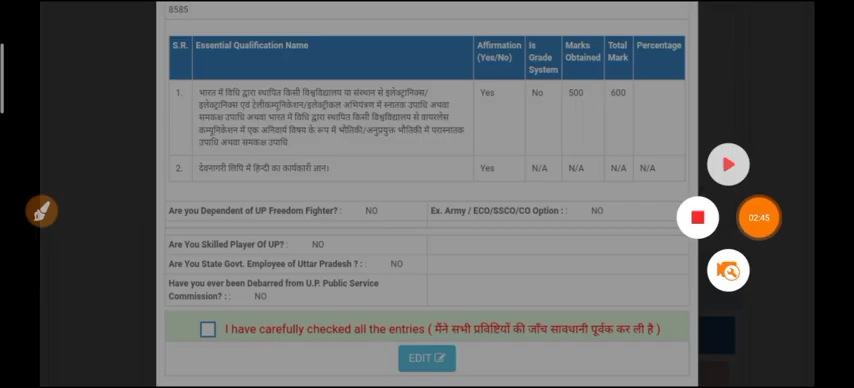 8585
S.R. Essential Qualification Name Affirmation (Yes/No) Is Grade System Marks Obtained Total Mark Percentage
1. भारत में विधि द्वारा स्थापित किसी विश्वविद्यालय या संस्थान से इलेक्ट्रानिक्स/ Yes No 500 600
इलेक्ट्रानिक्स एवं टेलीकम्यूनिकेशन/इलेक्ट्रीकल अभियंत्रण में स्नातक उपाधि अथवा
समकक्ष उपाधि अथवा भारत में विधि द्वारा स्थापित किसी विश्वविद्यालय से वायरलेस
कम्यूनिकेशन में एक अनिवार्य विषय के रूप में भौतिकी/अनुप्रयुक्त भौतिकी में परास्नातक
उपाधि अथवा समकक्ष उपाधि
2. देवनागरी लिपि में हिन्दी का कार्यकारी ज्ञान। Yes N/A N/A N/A N/A
Are you Dependent of UP Freedom Fighter? : NO Ex. Army / ECO/SSCO/CO Option : : NO
Are You Skilled Player Of UP? : NO
Are You State Govt. Employee of Uttar Pradesh ? : : NO
Have you ever been Debarred from U.P. Public Service
Commission? : : NO
I have carefully checked all the entries ( मैंने सभी प्रविष्टियों की जाँच सावधानी पूर्वक कर ली है )
EDIT
02:45